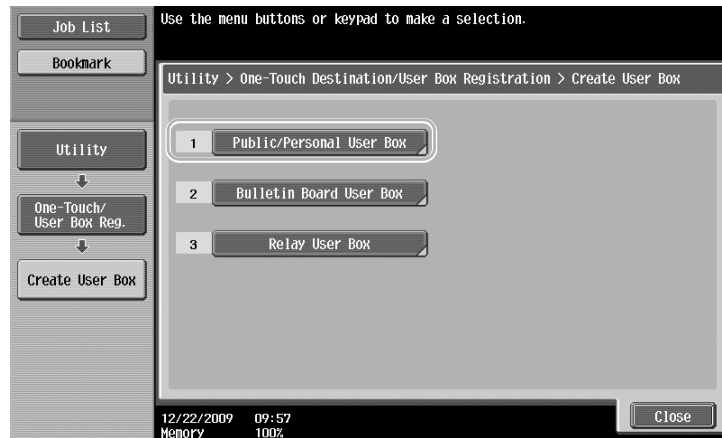 Job List
Bookmark
Use the menu buttons or keypad to make a selection.
Utility > One-Touch Destination/User Box Registration > Create User Box
Utility
One-Touch/
User Box Reg.
Create User Box
1 Public/Personal User Box
2 Bulletin Board User Box
3 Relay User Box
12/22/2009 09:57
Memory 100%
Close